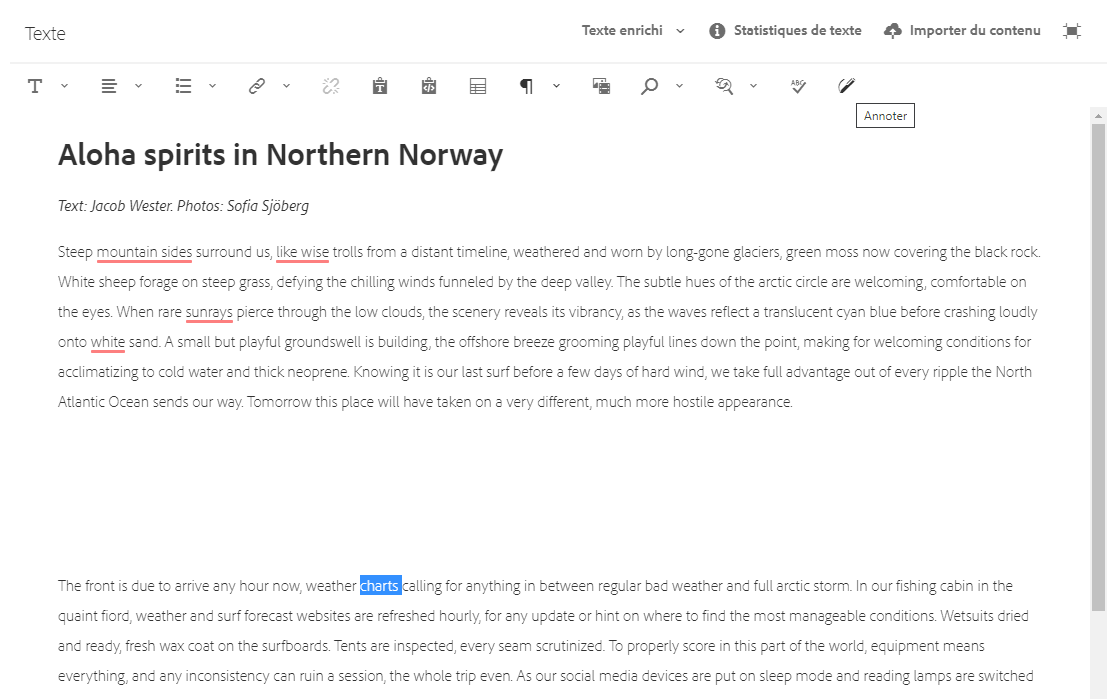 Texte
Texte enrichi
Statistiques de texte
Importer du contenu
ABC
Annoter
Aloha spirits in Northern Norway
Text: Jacob Wester. Photos: Sofia Sjöberg
Steep mountain sides surround us, like wise trolls from a distant timeline, weathered and worn by long-gone glaciers, green moss now covering the black rock.
White sheep forage on steep grass, defying the chilling winds funneled by the deep valley. The subtle hues of the arctic circle are welcoming, comfortable on
the eyes. When rare sunrays pierce through the low clouds, the scenery reveals its vibrancy, as the waves reflect a translucent cyan blue before crashing loudly
onto white sand. A small but playful groundswell is building, the offshore breeze grooming playful lines down the point, making for welcoming conditions for
acclimatizing to cold water and thick neoprene. Knowing it is our last surf before a few days of hard wind, we take full advantage out of every ripple the North
Atlantic Ocean sends our way. Tomorrow this place will have taken on a very different, much more hostile appearance.
The front is due to arrive any hour now, weather charts calling for anything in between regular bad weather and full arctic storm. In our fishing cabin in the
quaint fiord, weather and surf forecast websites are refreshed hourly, for any update or hint on where to find the most manageable conditions. Wetsuits dried
and ready, fresh wax coat on the surfboards. Tents are inspected, every seam scrutinized. To properly score in this part of the world, equipment means
everything, and any inconsistency can ruin a session, the whole trip even. As our social media devices are put on sleep mode and reading lamps are switched